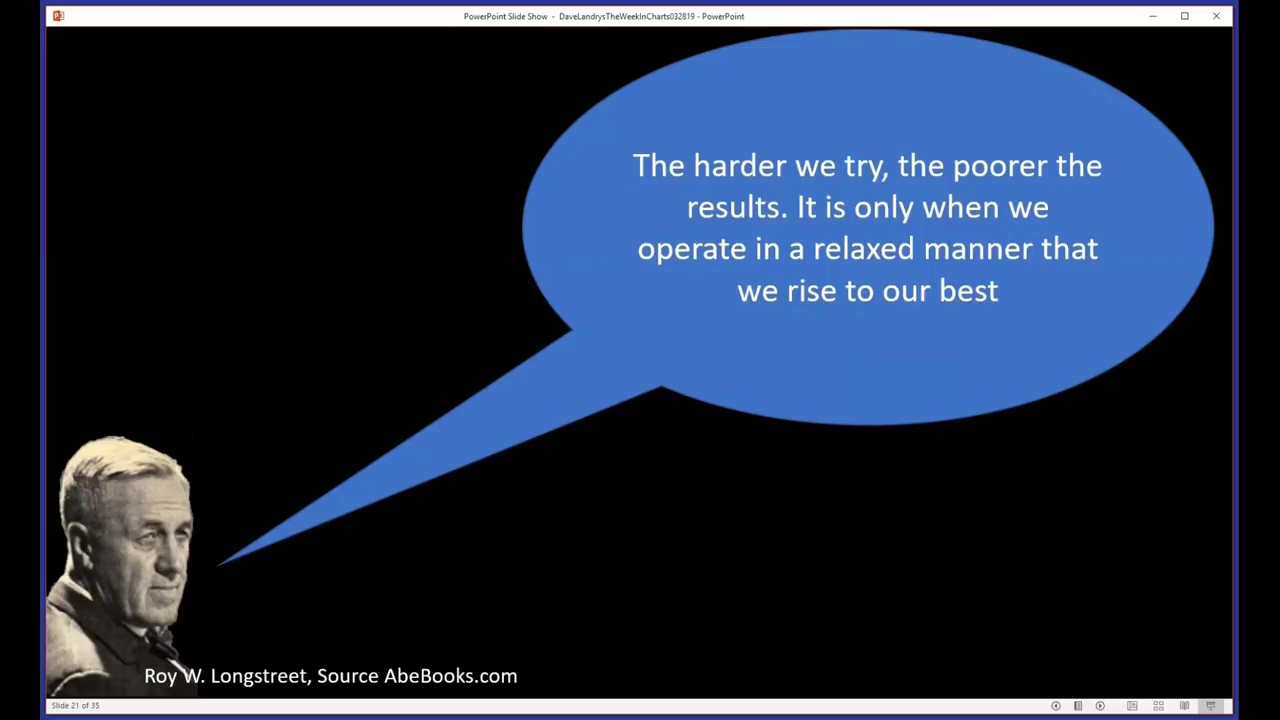 PowerPoint Slide Show - DaveLandrysTheWeekInCharts032819 - PowerPoint
The harder we try, the poorer the
results. It is only when we
operate in a relaxed manner that
we rise to our best
Roy W. Longstreet, Source AbeBooks.com
Slide 21 of 35